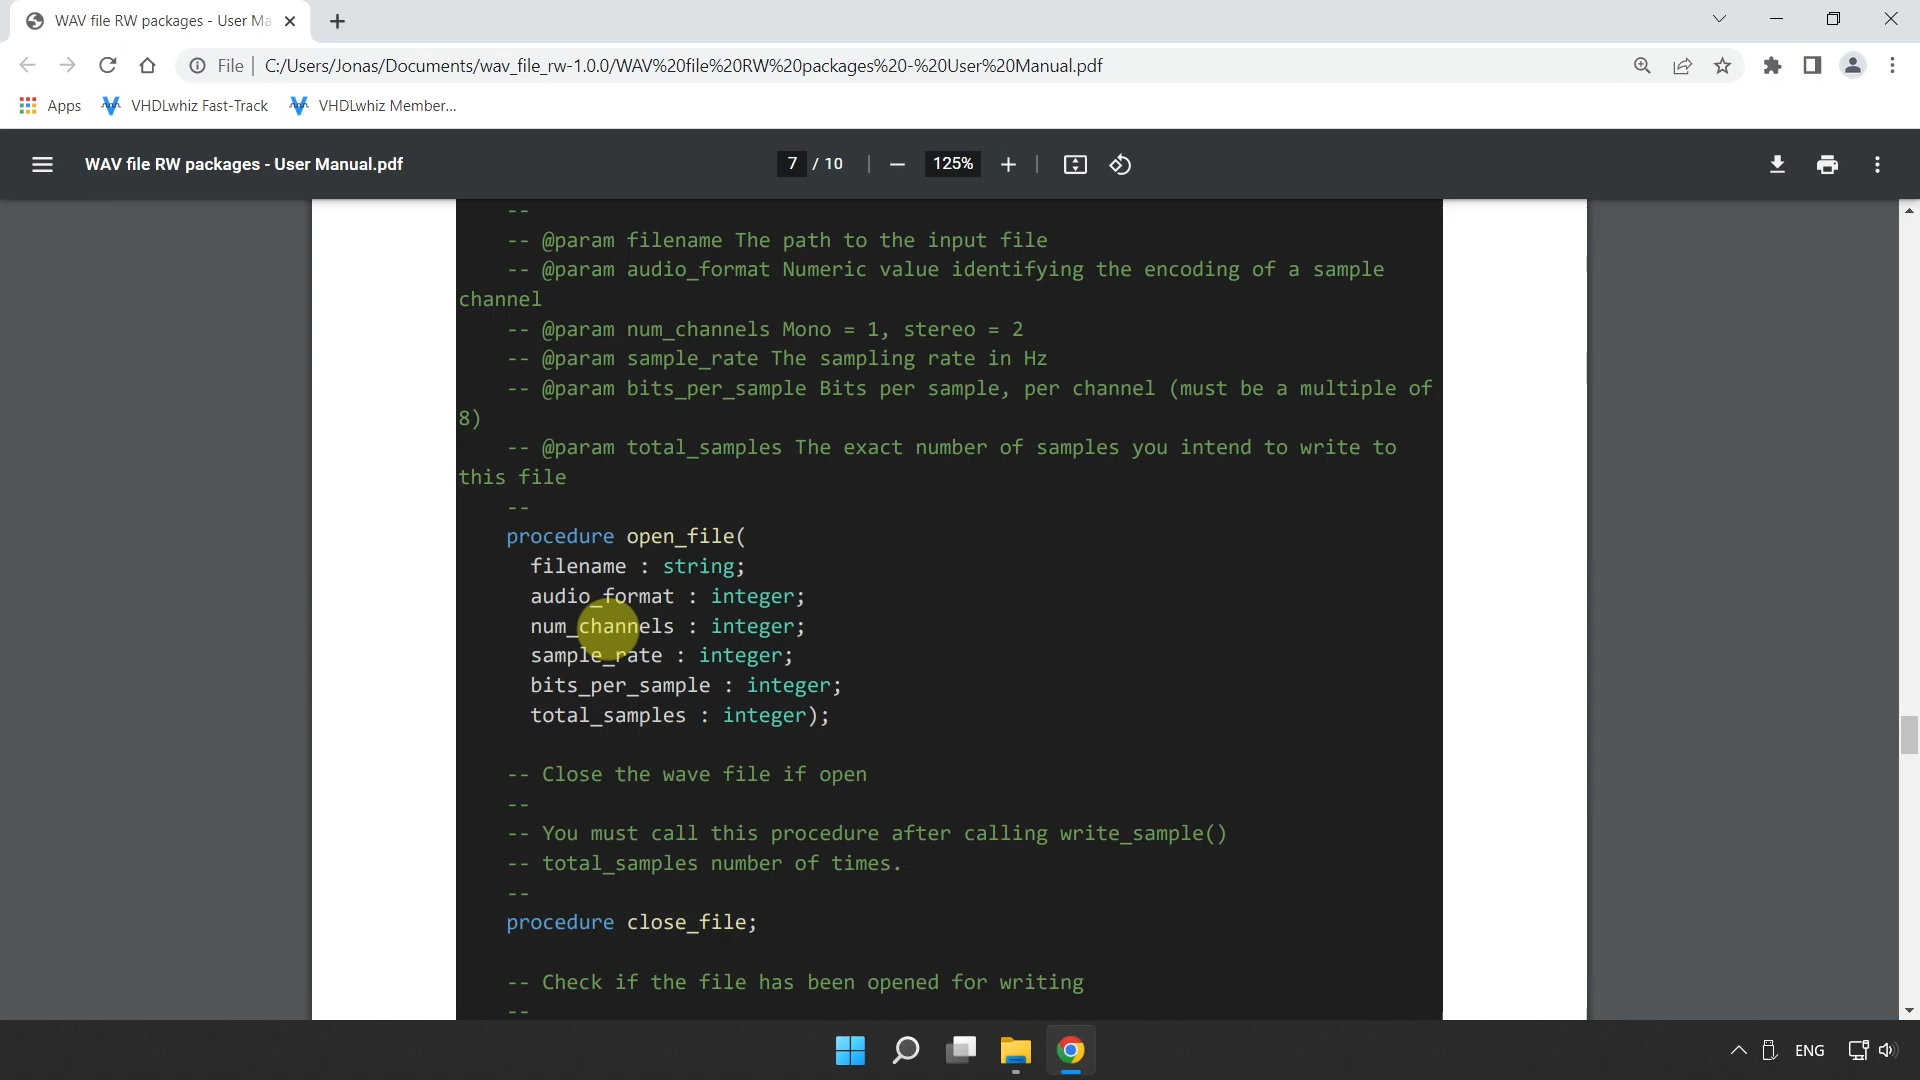 WAV file RW packages - User Ma
File
C:/Users/Jonas/Documents/wav_file_rw-1.0.0/WAV%20file%20RW%20packages%20-%20User%20Manual.pdf
Apps
VHDLwhiz Fast-Track
VHDLwhiz Member...
WAV file RW packages - User Manual.pdf
7 / 10
125%
--
-- @param filename The path to the input file
-- @param audio_format Numeric value identifying the encoding of a sample
channel
-- @param num_channels Mono = 1, stereo = 2
-- @param sample_rate The sampling rate in Hz
-- @param bits_per_sample Bits per sample, per channel (must be a multiple of
8)
-- @param total_samples The exact number of samples you intend to write to
this file
--
procedure open_file(
filename : string;
audio_format : integer;
num_channels : integer;
sample_rate : integer;
bits_per_sample : integer;
total_samples : integer);
-- Close the wave file if open
--
-- You must call this procedure after calling write_sample()
-- total_samples number of times.
--
procedure close_file;
-- Check if the file has been opened for writing
--
ENG